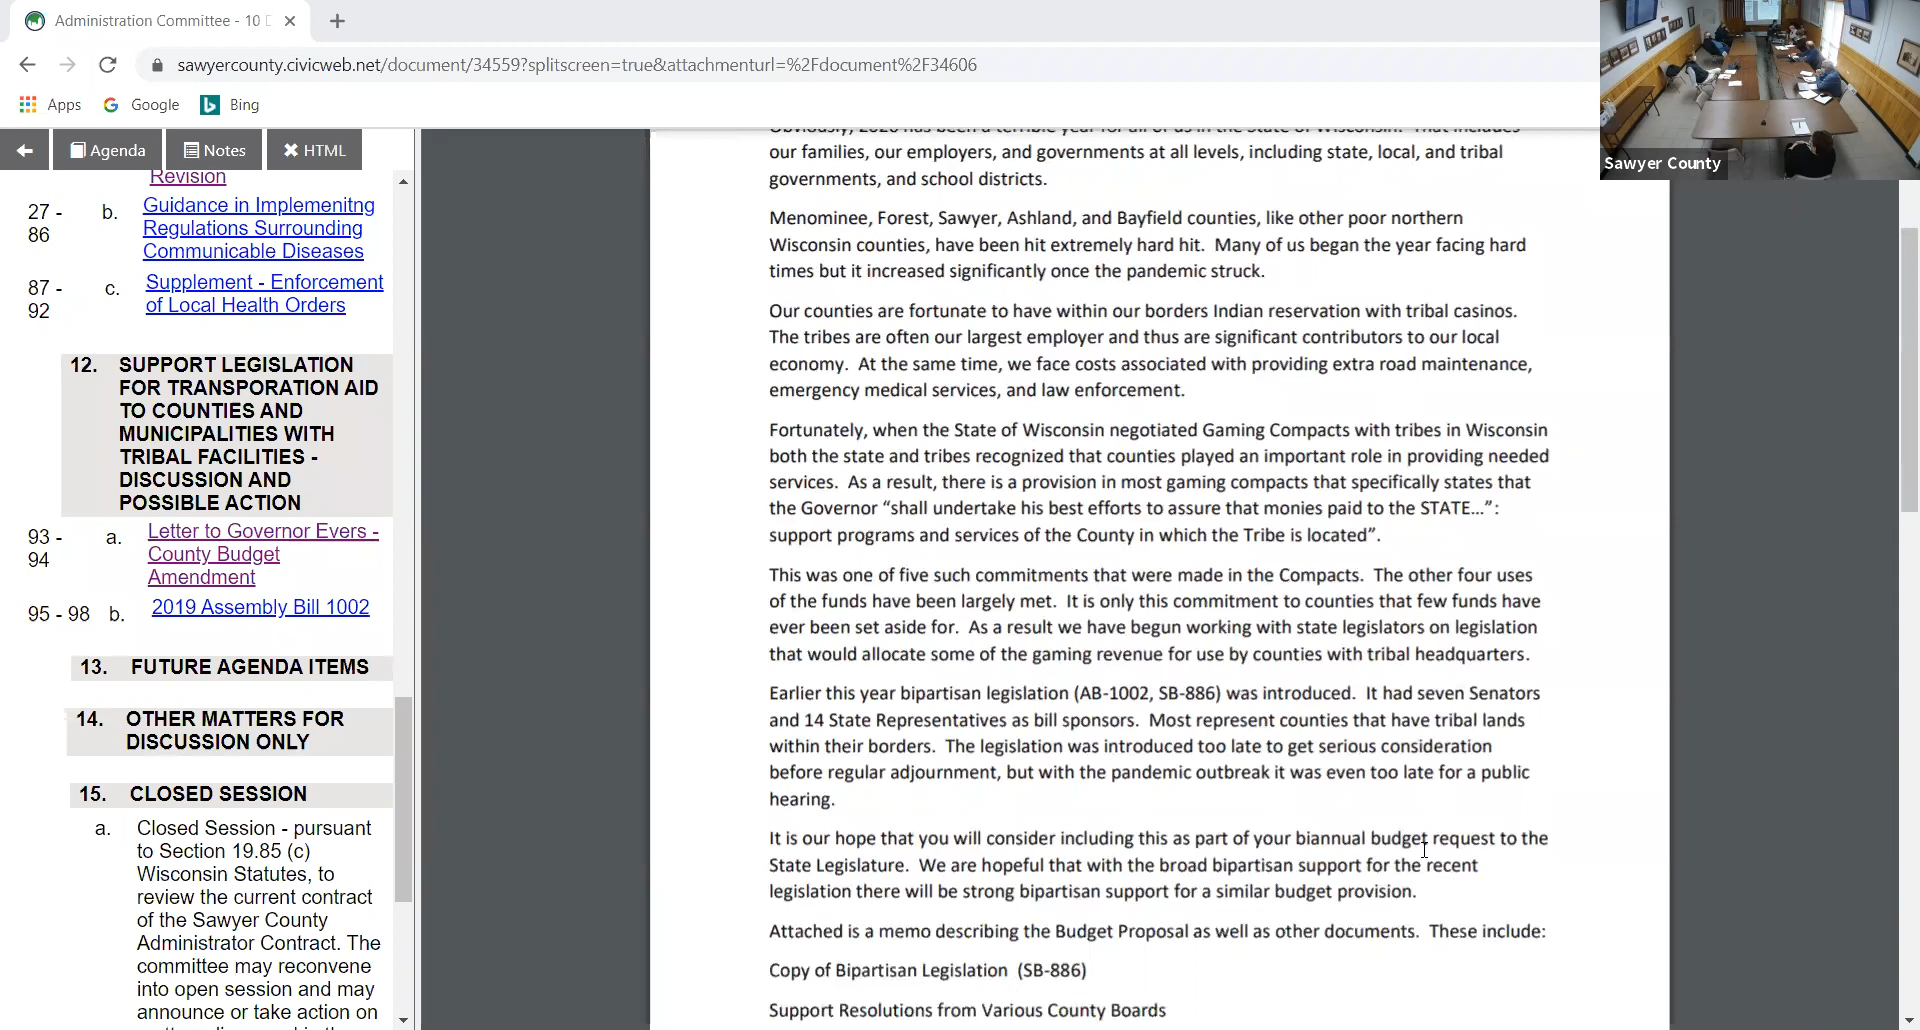 Administration Committee - 10 D
sawyercounty.civicweb.net/document/34559?splitscreen=true&attachmenturl=%2Fdocument%2F34606
Apps Google Bing
Sawyer County
Agenda Notes HTML
Revision
27 - 86 b. Guidance in Implemenitng
Regulations Surrounding
Communicable Diseases
87 - 92 c. Supplement - Enforcement
of Local Health Orders
12. SUPPORT LEGISLATION
FOR TRANSPORATION AID
TO COUNTIES AND
MUNICIPALITIES WITH
TRIBAL FACILITIES -
DISCUSSION AND
POSSIBLE ACTION
93 - 94 a. Letter to Governor Evers -
County Budget
Amendment
95 - 98 b. 2019 Assembly Bill 1002
13. FUTURE AGENDA ITEMS
14. OTHER MATTERS FOR
DISCUSSION ONLY
15. CLOSED SESSION
a. Closed Session - pursuant
to Section 19.85 (c)
Wisconsin Statutes, to
review the current contract
of the Sawyer County
Administrator Contract. The
committee may reconvene
into open session and may
announce or take action on
Obviously, 2020 has been a terrible year for all of us in the State of Wisconsin. That includes
our families, our employers, and governments at all levels, including state, local, and tribal
governments, and school districts.
Menominee, Forest, Sawyer, Ashland, and Bayfield counties, like other poor northern
Wisconsin counties, have been hit extremely hard hit. Many of us began the year facing hard
times but it increased significantly once the pandemic struck.
Our counties are fortunate to have within our borders Indian reservation with tribal casinos.
The tribes are often our largest employer and thus are significant contributors to our local
economy. At the same time, we face costs associated with providing extra road maintenance,
emergency medical services, and law enforcement.
Fortunately, when the State of Wisconsin negotiated Gaming Compacts with tribes in Wisconsin
both the state and tribes recognized that counties played an important role in providing needed
services. As a result, there is a provision in most gaming compacts that specifically states that
the Governor “shall undertake his best efforts to assure that monies paid to the STATE…”:
support programs and services of the County in which the Tribe is located”.
This was one of five such commitments that were made in the Compacts. The other four uses
of the funds have been largely met. It is only this commitment to counties that few funds have
ever been set aside for. As a result we have begun working with state legislators on legislation
that would allocate some of the gaming revenue for use by counties with tribal headquarters.
Earlier this year bipartisan legislation (AB-1002, SB-886) was introduced. It had seven Senators
and 14 State Representatives as bill sponsors. Most represent counties that have tribal lands
within their borders. The legislation was introduced too late to get serious consideration
before regular adjournment, but with the pandemic outbreak it was even too late for a public
hearing.
It is our hope that you will consider including this as part of your biannual budget request to the
State Legislature. We are hopeful that with the broad bipartisan support for the recent
legislation there will be strong bipartisan support for a similar budget provision.
Attached is a memo describing the Budget Proposal as well as other documents. These include:
Copy of Bipartisan Legislation (SB-886)
Support Resolutions from Various County Boards